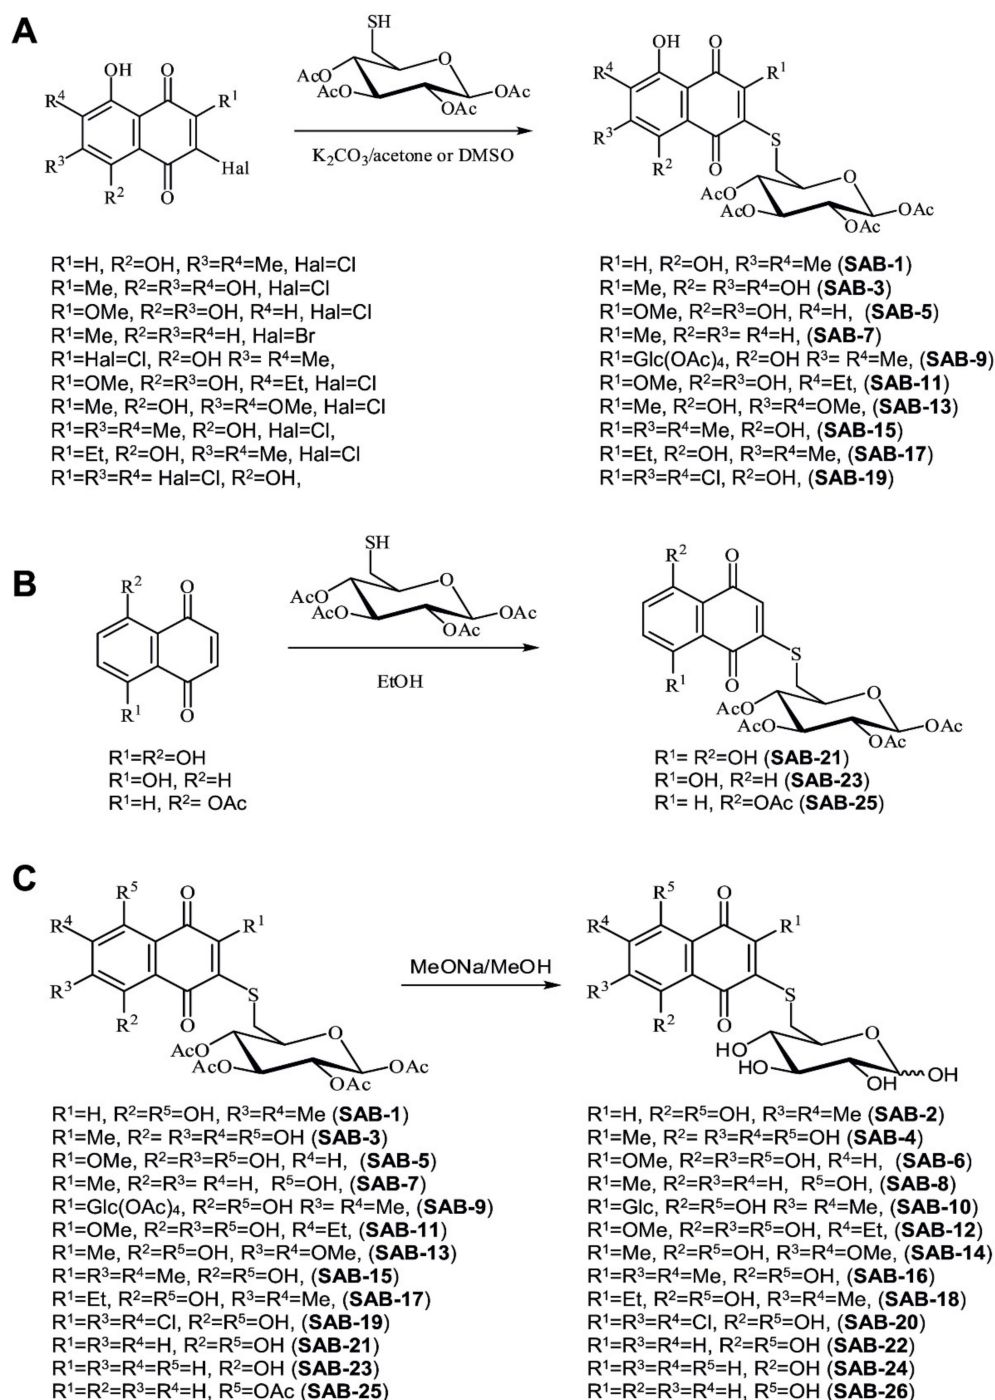 A
SH
OH O
R⁴ R¹
R³ Hal
R² O
AcO O
AcO OAc
OAc
K₂CO₃/acetone or DMSO
OH O
R⁴ R¹
R³ S
R² O
AcO O
AcO OAc
OAc
R¹=H, R²=OH, R³=R⁴=Me, Hal=Cl
R¹=Me, R²=R³=R⁴=OH, Hal=Cl
R¹=OMe, R²=R³=OH, R⁴=H, Hal=Cl
R¹=Me, R²=R³=R⁴=H, Hal=Br
R¹=Hal=Cl, R²=OH R³= R⁴=Me,
R¹=OMe, R²=R³=OH, R⁴=Et, Hal=Cl
R¹=Me, R²=OH, R³=R⁴=OMe, Hal=Cl
R¹=R³=R⁴=Me, R²=OH, Hal=Cl,
R¹=Et, R²=OH, R³=R⁴=Me, Hal=Cl
R¹=R³=R⁴= Hal=Cl, R²=OH,
R¹=H, R²=OH, R³=R⁴=Me (SAB-1)
R¹=Me, R²= R³=R⁴=OH (SAB-3)
R¹=OMe, R²=R³=OH, R⁴=H, (SAB-5)
R¹=Me, R²=R³= R⁴=H, (SAB-7)
R¹=Glc(OAc)₄, R²=OH R³= R⁴=Me, (SAB-9)
R¹=OMe, R²=R³=OH, R⁴=Et, (SAB-11)
R¹=Me, R²=OH, R³=R⁴=OMe, (SAB-13)
R¹=R³=R⁴=Me, R²=OH, (SAB-15)
R¹=Et, R²=OH, R³=R⁴=Me, (SAB-17)
R¹=R³=R⁴=Cl, R²=OH, (SAB-19)
B
R² O
R¹ O
SH
AcO O
AcO OAc
OAc
EtOH
R² O
S
R¹ O
AcO O
AcO OAc
OAc
R¹=R²=OH
R¹=OH, R²=H
R¹=H, R²= OAc
R¹= R²=OH (SAB-21)
R¹=OH, R²=H (SAB-23)
R¹= H, R²=OAc (SAB-25)
C
R⁵ O
R⁴ R¹
R³ S
R² O
AcO O
AcO OAc
OAc
MeONa/MeOH
R⁵ O
R⁴ R¹
R³ S
R² O
HO O
HO OH
OH
R¹=H, R²=R⁵=OH, R³=R⁴=Me (SAB-1)
R¹=Me, R²= R³=R⁴=R⁵=OH (SAB-3)
R¹=OMe, R²=R³=R⁵=OH, R⁴=H, (SAB-5)
R¹=Me, R²=R³= R⁴=H, R⁵=OH, (SAB-7)
R¹=Glc(OAc)₄, R²=R⁵=OH R³= R⁴=Me, (SAB-9)
R¹=OMe, R²=R³=R⁵=OH, R⁴=Et, (SAB-11)
R¹=Me, R²=R⁵=OH, R³=R⁴=OMe, (SAB-13)
R¹=R³=R⁴=Me, R²=R⁵=OH, (SAB-15)
R¹=Et, R²=R⁵=OH, R³=R⁴=Me, (SAB-17)
R¹=R³=R⁴=Cl, R²=R⁵=OH, (SAB-19)
R¹=R³=R⁴=H, R²=R⁵=OH (SAB-21)
R¹=R³=R⁴=R⁵=H, R²=OH (SAB-23)
R¹=R²=R³=R⁴=H, R⁵=OAc (SAB-25)
R¹=H, R²=R⁵=OH, R³=R⁴=Me (SAB-2)
R¹=Me, R²= R³=R⁴=R⁵=OH (SAB-4)
R¹=OMe, R²=R³=R⁵=OH, R⁴=H, (SAB-6)
R¹=Me, R²=R³=R⁴=H, R⁵=OH, (SAB-8)
R¹=Glc, R²=R⁵=OH R³= R⁴=Me, (SAB-10)
R¹=OMe, R²=R³=R⁵=OH, R⁴=Et, (SAB-12)
R¹=Me, R²=R⁵=OH, R³=R⁴=OMe, (SAB-14)
R¹=R³=R⁴=Me, R²=R⁵=OH, (SAB-16)
R¹=Et, R²=R⁵=OH, R³=R⁴=Me, (SAB-18)
R¹=R³=R⁴=Cl, R²=R⁵=OH, (SAB-20)
R¹=R³=R⁴=H, R²=R⁵=OH (SAB-22)
R¹=R³=R⁴=R⁵=H, R²=OH (SAB-24)
R¹=R²=R³=R⁴=H, R⁵=OH (SAB-26)